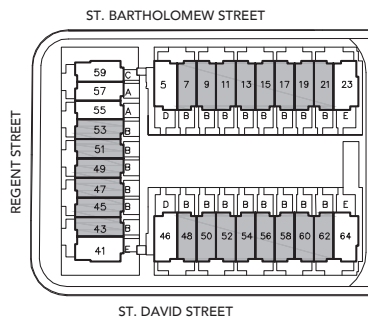 ST. BARTHOLOMEW STREET
REGENT STREET
59 C
57 A
55 A
53 B
51 B
49 B
47 B
45 B
43 B
41 E
5 7 9 11 13 15 17 19 21 23
D B B B B B B B B E
D B B B B B B B B E
46 48 50 52 54 56 58 60 62 64
ST. DAVID STREET